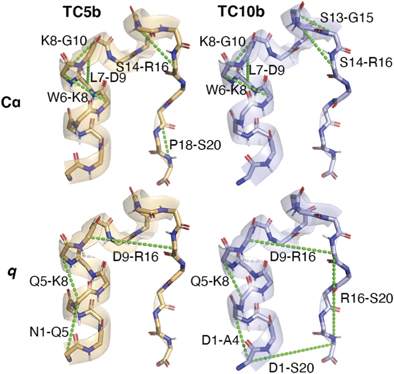 TC5b TC10b
K8-G10 S14-R16 K8-G10 S13-G15
L7-D9 L7-D9 S14-R16
Cα W6-K8 W6-K8
P18-S20
q D9-R16 D9-R16
Q5-K8 Q5-K8 R16-S20
N1-Q5 D1-A4
D1-S20